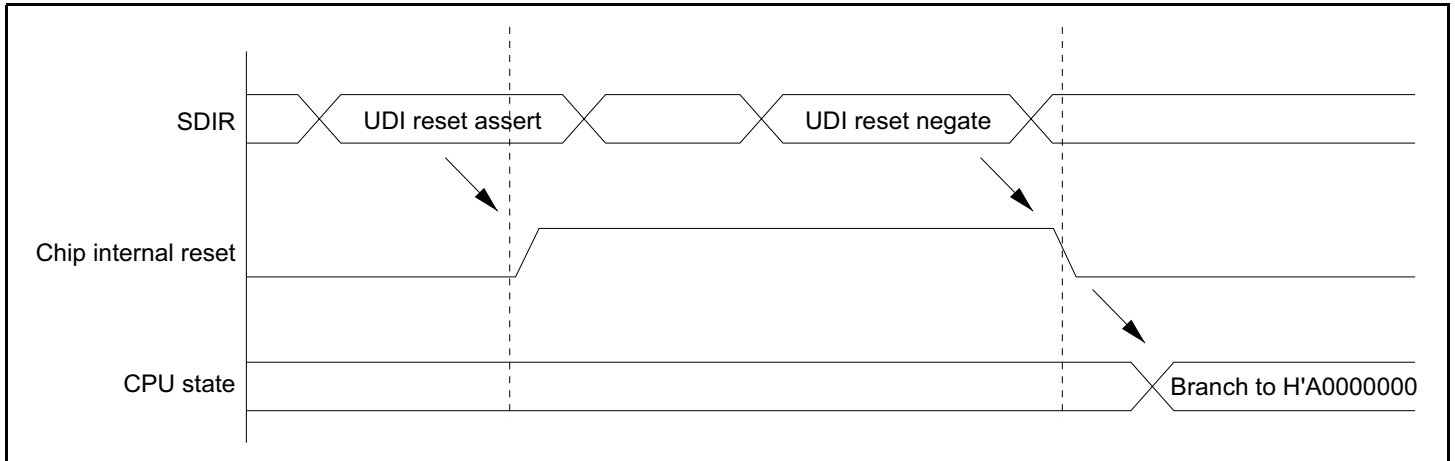 SDIR
UDI reset assert
UDI reset negate
Chip internal reset
CPU state
Branch to H'A0000000